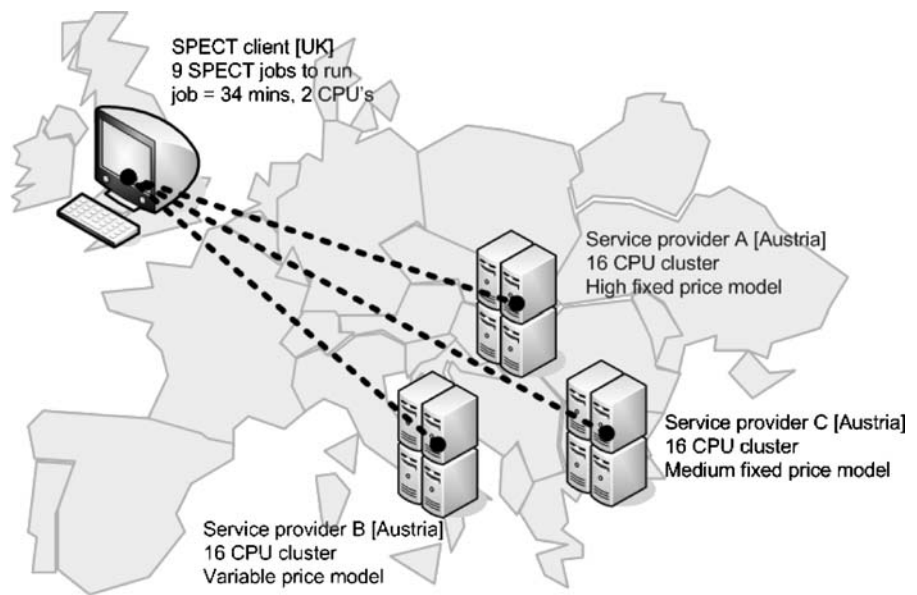 SPECT client [UK]
9 SPECT jobs to run
job = 34 mins, 2 CPU's
Service provider A [Austria]
16 CPU cluster
High fixed price model
Service provider C [Austria]
16 CPU cluster
Medium fixed price model
Service provider B [Austria]
16 CPU cluster
Variable price model